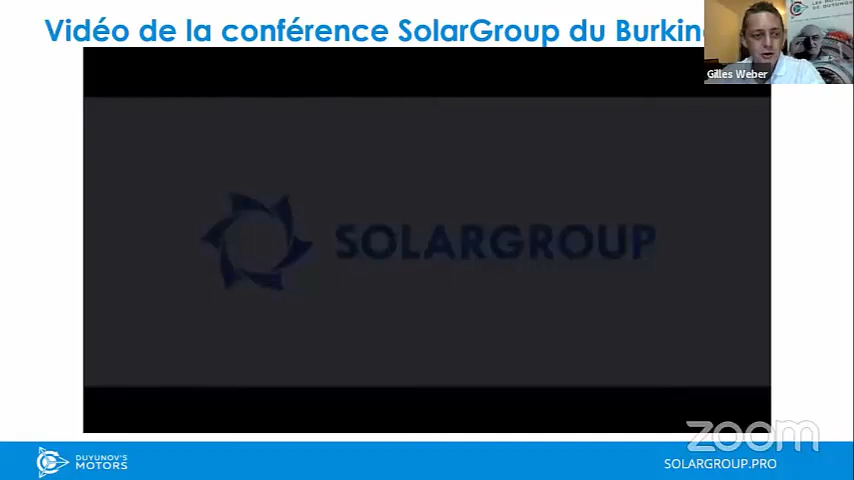 Vidéo de la conférence SolarGroup du Burkin
Gilles Weber
SOLARGROUP
zoom
DUYUNOV'S
MOTORS
SOLARGROUP.PRO